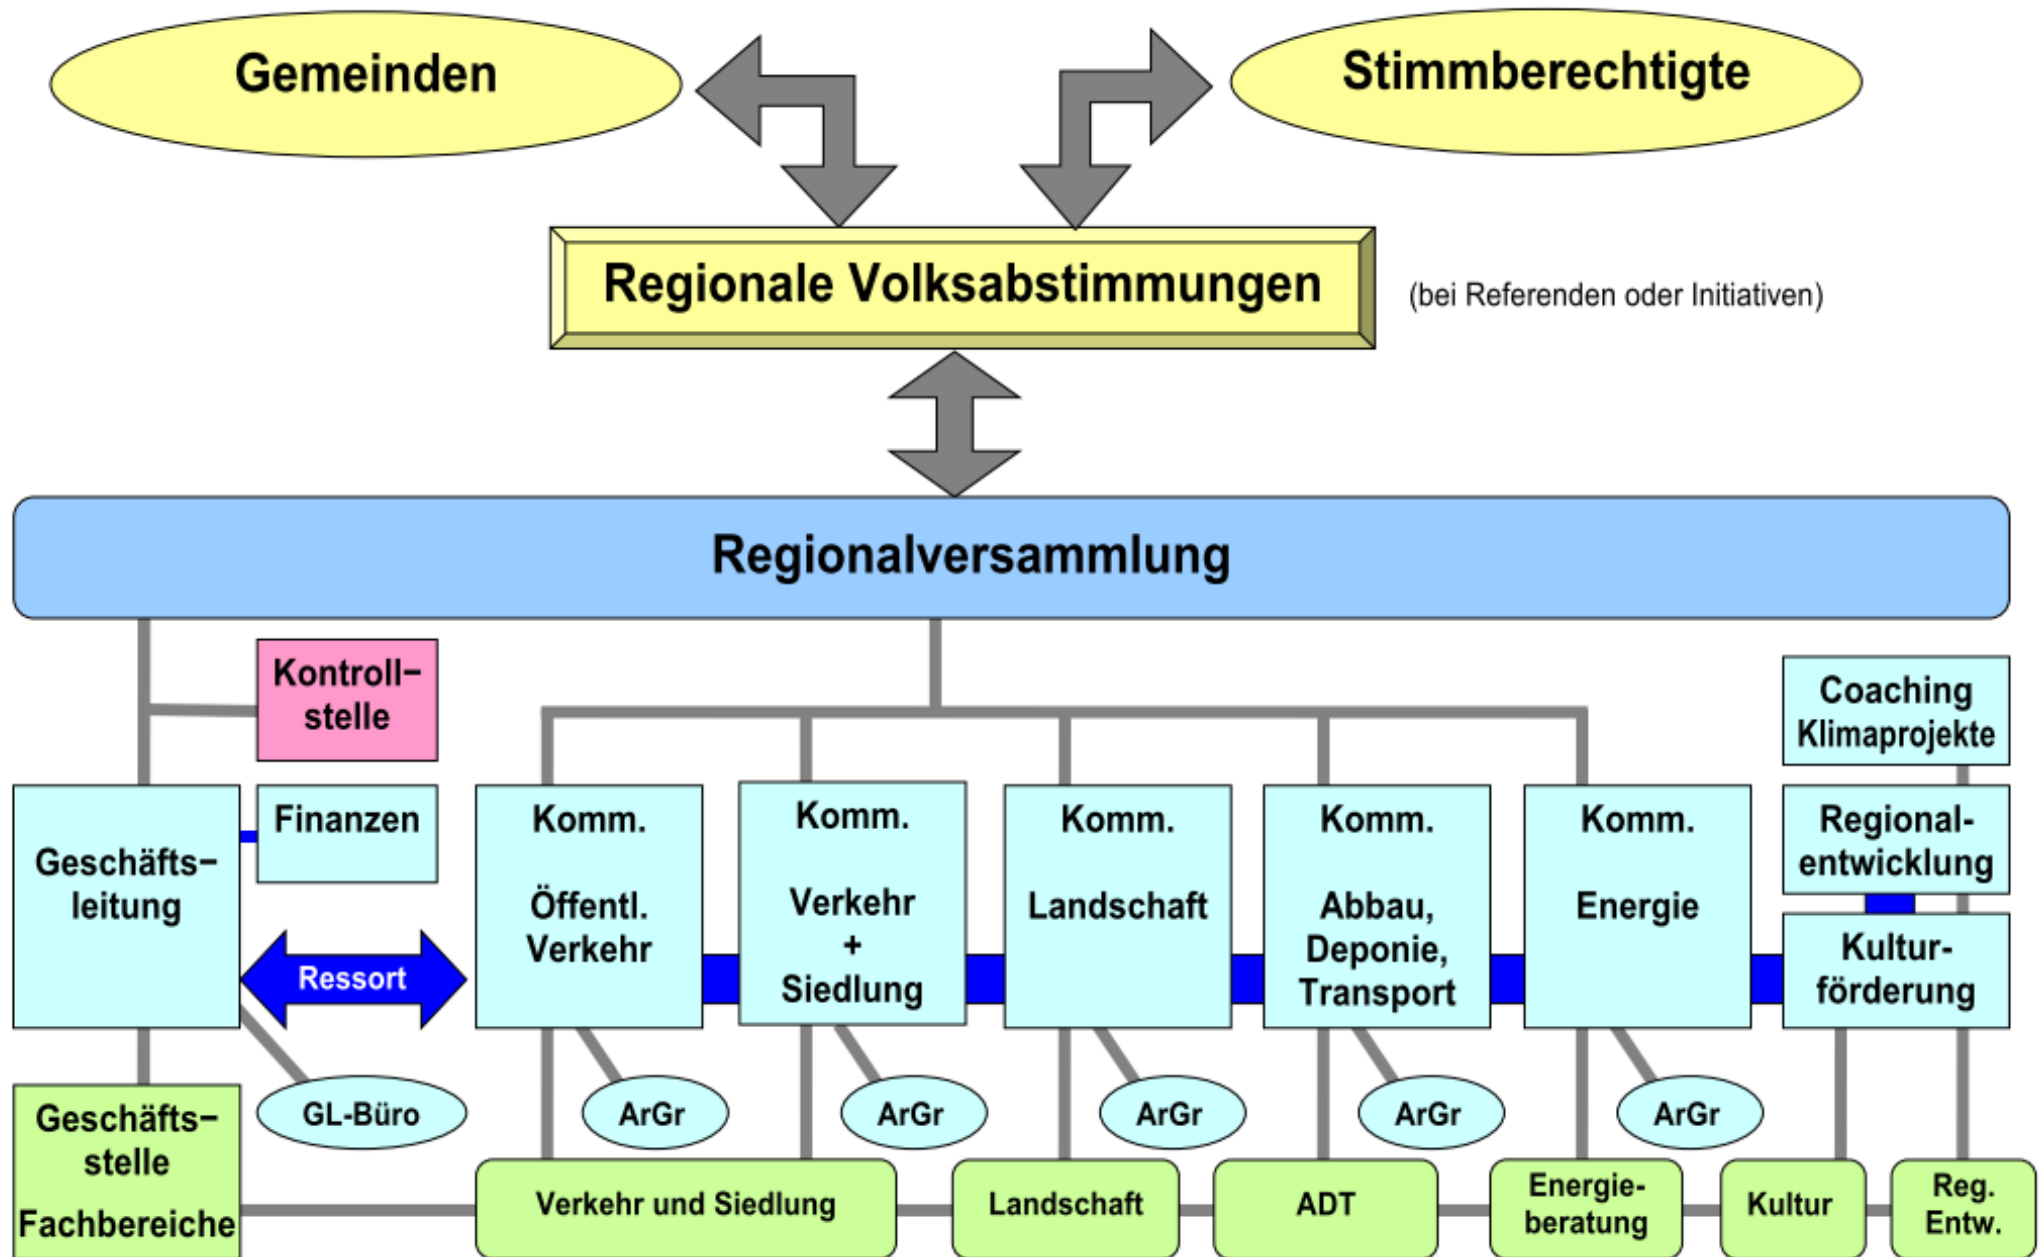 Gemeinden
Stimmberechtigte
Regionale Volksabstimmungen
(bei Referenden oder Initiativen)
Regionalversammlung
Kontroll–
stelle
Coaching
Klimaprojekte
Geschäfts–
leitung
Finanzen
Komm.
Öffentl.
Verkehr
Komm.
Verkehr
+
Siedlung
Komm.
Landschaft
Komm.
Abbau,
Deponie,
Transport
Komm.
Energie
Regional-
entwicklung
Kultur-
förderung
Ressort
GL-Büro
ArGr
ArGr
ArGr
ArGr
ArGr
Geschäfts–
stelle
Fachbereiche
Verkehr und Siedlung
Landschaft
ADT
Energie-
beratung
Kultur
Reg.
Entw.